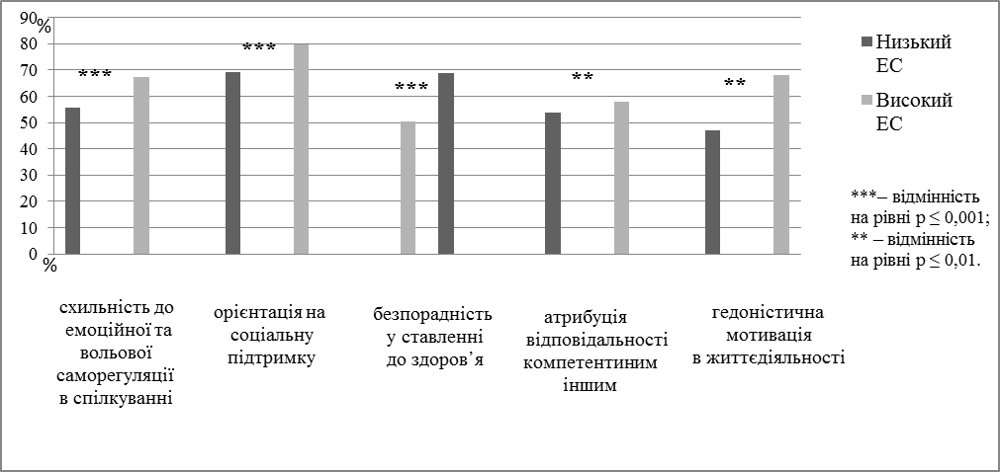 90
%
80
70
60
50
40
30
20
10
0
%
***
***
***
**
**
Низький
ЕС
Високий
ЕС
***– відмінність
на рівні p ≤ 0,001;
** – відмінність
на рівні p ≤ 0,01.
схильність до
емоційної та
вольової
саморегуляції
в спілкуванні
орієнтація на
соціальну
підтримку
безпорадність
у ставленні
до здоров’я
атрибуція
відповідальності
компетентиним
іншим
гедоністична
мотивація
в життєдіяльності